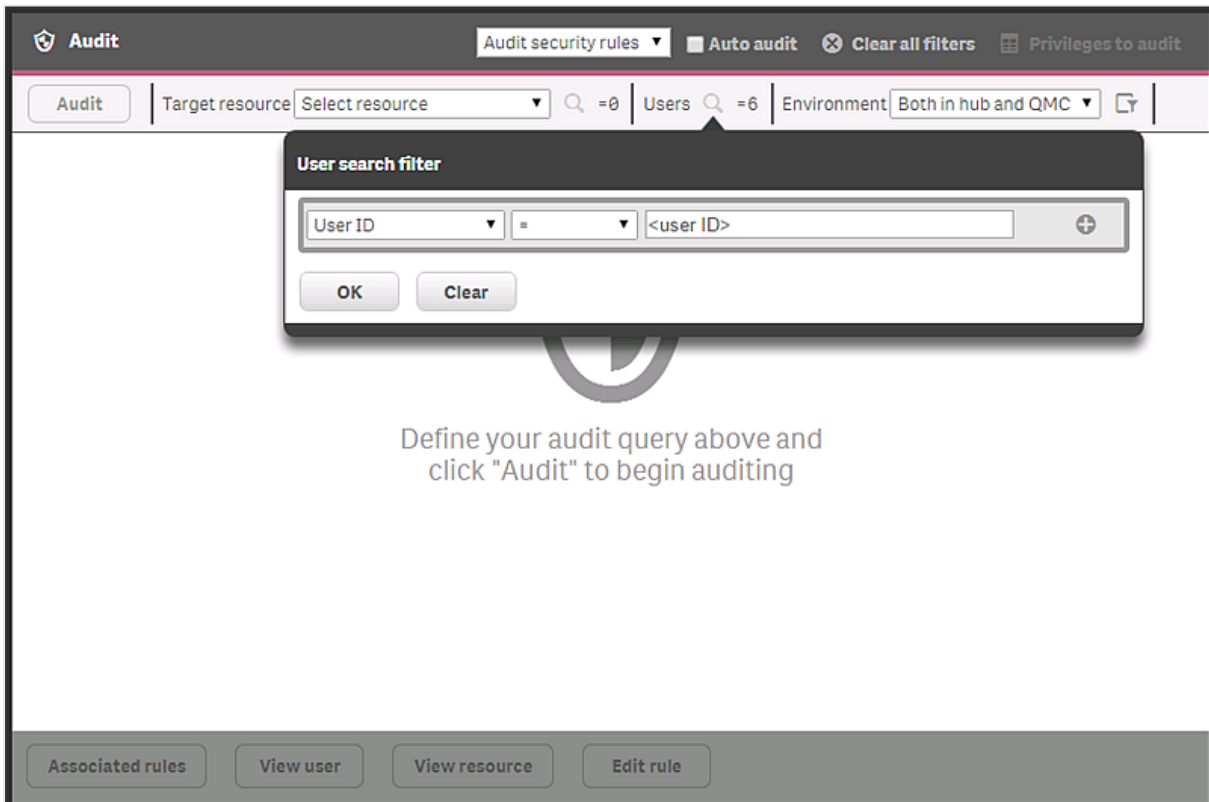 Audit Audit security rules Auto audit Clear all filters Privileges to audit
Audit Target resource Select resource =0 Users =6 Environment Both in hub and QMC
User search filter
User ID = <user ID>
OK Clear
Define your audit query above and
click "Audit" to begin auditing
Associated rules View user View resource Edit rule